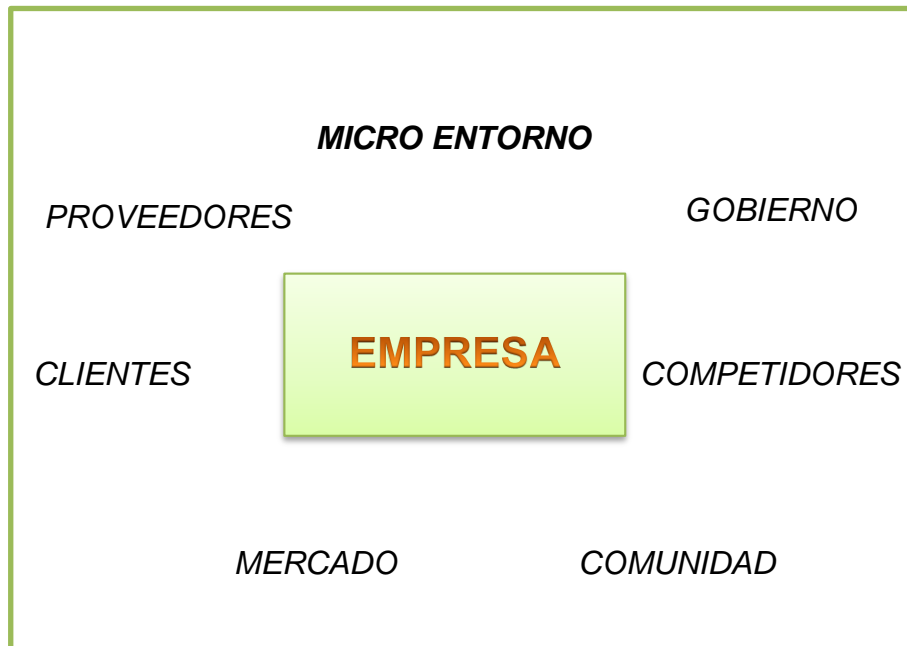 MICRO ENTORNO
PROVEEDORES
GOBIERNO
EMPRESA
CLIENTES
COMPETIDORES
MERCADO
COMUNIDAD